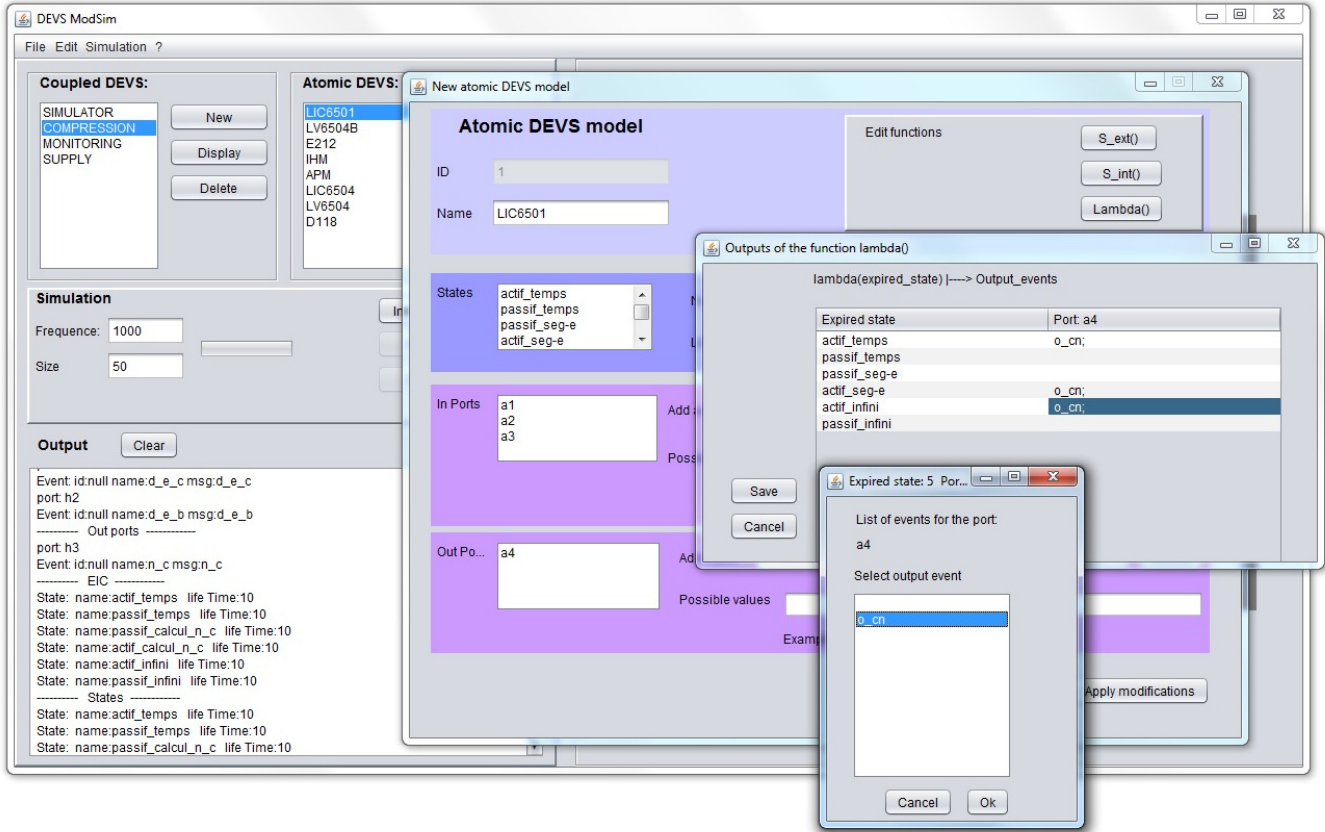 DEVS ModSim
File Edit Simulation ?
Coupled DEVS:
SIMULATOR
COMPRESSION
MONITORING
SUPPLY
New
Display
Delete
Atomic DEVS:
LIC6501
LV6504B
E212
IHM
APM
LIC6504
LV6504
D118
Simulation
Frequence: 1000
Size 50
Output Clear
Event: id:null name:d_e_c msg:d_e_c
port: h2
Event: id:null name:d_e_b msg:d_e_b
---------- Out ports ------------
port: h3
Event: id:null name:n_c msg:n_c
---------- EIC ------------
State: name:actif_temps life Time:10
State: name:passif_temps life Time:10
State: name:passif_calcul_n_c life Time:10
State: name:actif_calcul_n_c life Time:10
State: name:actif_infini life Time:10
State: name:passif_infini life Time:10
---------- States ------------
State: name:actif_temps life Time:10
State: name:passif_temps life Time:10
State: name:passif_calcul_n_c life Time:10
New atomic DEVS model
Atomic DEVS model
ID 1
Name LIC6501
Edit functions
S_ext()
S_int()
Lambda()
States
actif_temps
passif_temps
passif_seg-e
actif_seg-e
In Ports
a1
a2
a3
Out Po... a4
Possible values
Apply modifications
Outputs of the function lambda()
lambda(expired_state) |----> Output_events
Expired state Port: a4
actif_temps o_cn;
passif_temps
passif_seg-e
actif_seg-e o_cn;
actif_infini o_cn;
passif_infini
Save
Cancel
Expired state: 5 Por...
List of events for the port:
a4
Select output event
o_cn
Cancel Ok